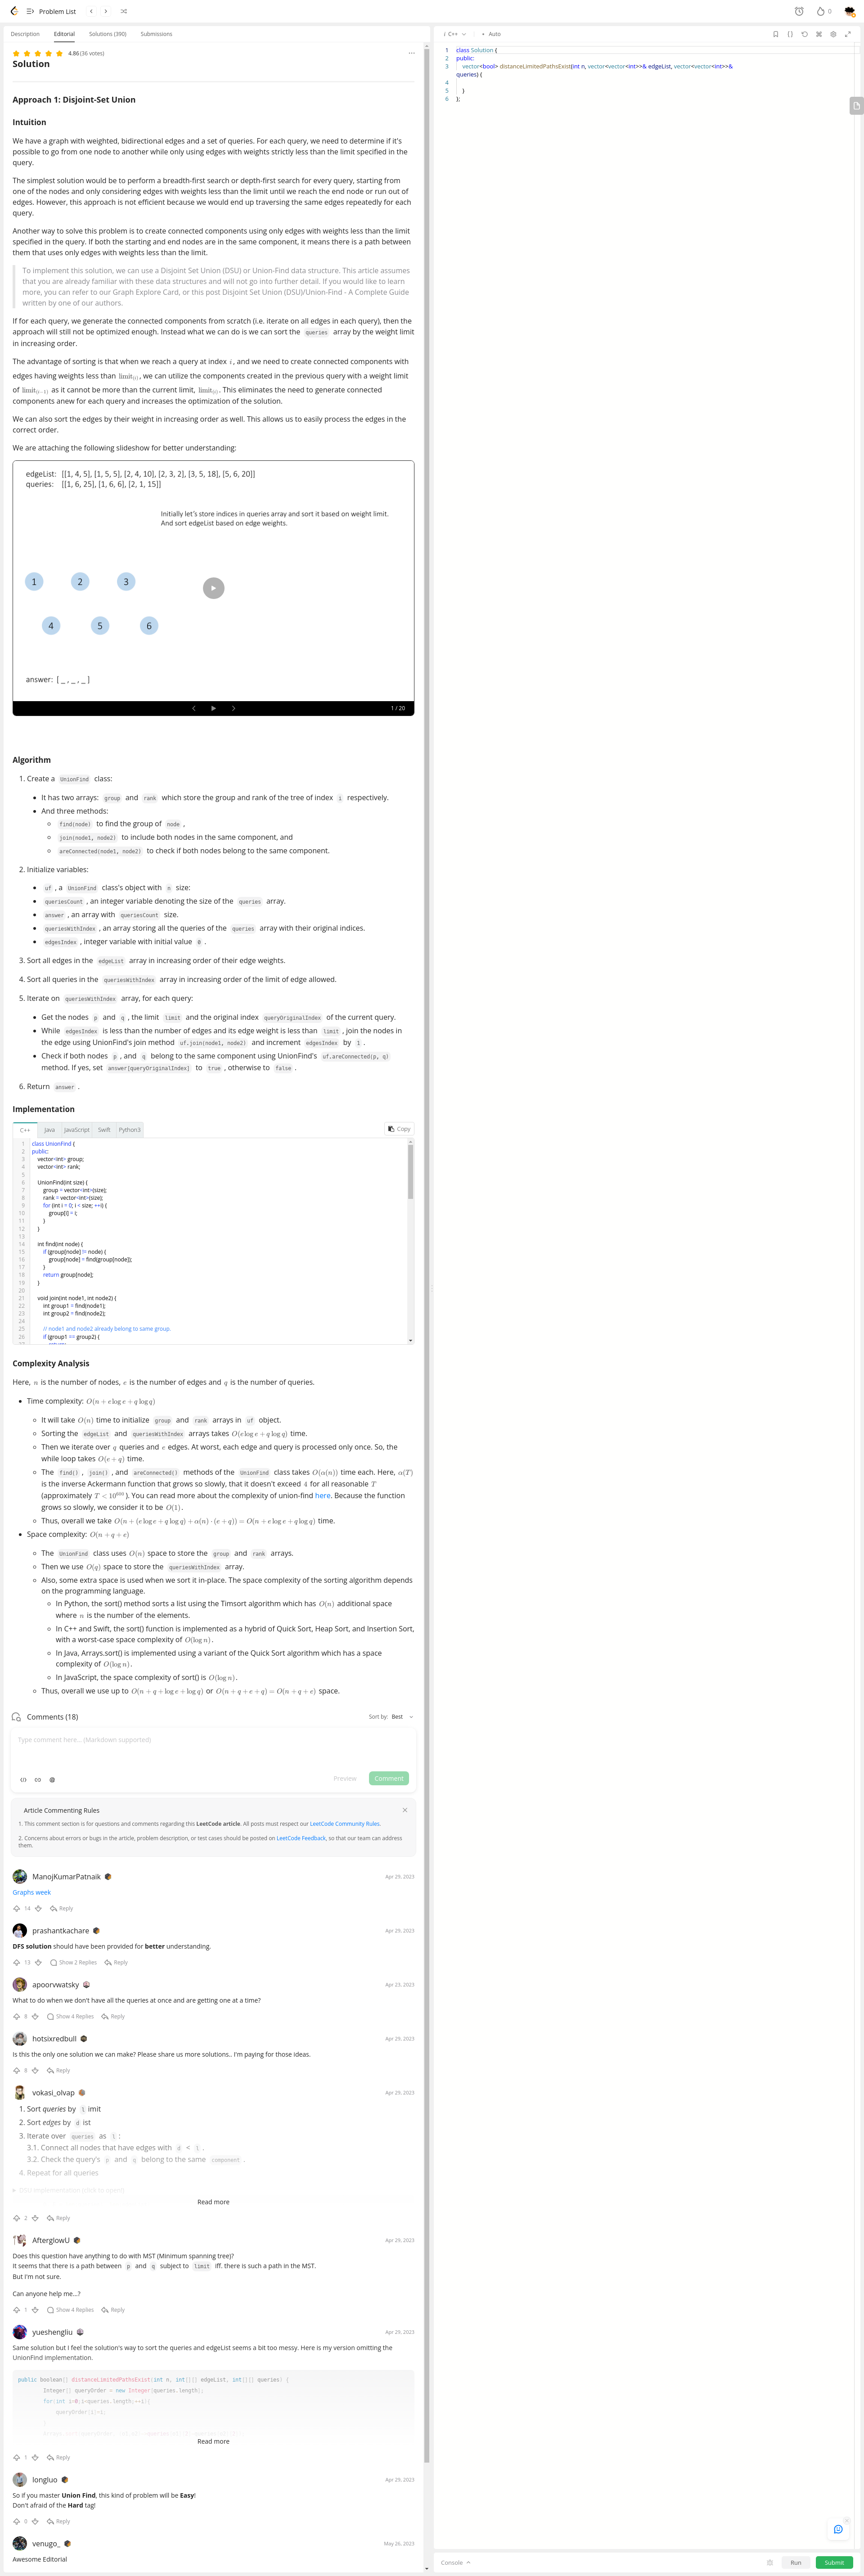 Problem List
0
Description Editorial Solutions (390) Submissions
4.86 (36 votes)
Solution
Approach 1: Disjoint-Set Union
Intuition
We have a graph with weighted, bidirectional edges and a set of queries. For each query, we need to determine if it's
possible to go from one node to another while only using edges with weights strictly less than the limit specified in the
query.
The simplest solution would be to perform a breadth-first search or depth-first search for every query, starting from
one of the nodes and only considering edges with weights less than the limit until we reach the end node or run out of
edges. However, this approach is not efficient because we would end up traversing the same edges repeatedly for each
query.
Another way to solve this problem is to create connected components using only edges with weights less than the limit
specified in the query. If both the starting and end nodes are in the same component, it means there is a path between
them that uses only edges with weights less than the limit.
To implement this solution, we can use a Disjoint Set Union (DSU) or Union-Find data structure. This article assumes
that you are already familiar with these data structures and will not go into further detail. If you would like to learn
more, you can refer to our Graph Explore Card, or this post Disjoint Set Union (DSU)/Union-Find - A Complete Guide
written by one of our authors.
If for each query, we generate the connected components from scratch (i.e. iterate on all edges in each query), then the
approach will still not be optimized enough. Instead what we can do is we can sort the queries array by the weight limit
in increasing order.
The advantage of sorting is that when we reach a query at index i, and we need to create connected components with
edges having weights less than limit[i], we can utilize the components created in the previous query with a weight limit
of limit[i−1] as it cannot be more than the current limit, limit[i]. This eliminates the need to generate connected
components anew for each query and increases the optimization of the solution.
We can also sort the edges by their weight in increasing order as well. This allows us to easily process the edges in the
correct order.
We are attaching the following slideshow for better understanding:
edgeList: [[1, 4, 5], [1, 5, 5], [2, 4, 10], [2, 3, 2], [3, 5, 18], [5, 6, 20]]
queries: [[1, 6, 25], [1, 6, 6], [2, 1, 15]]
Initially let's store indices in queries array and sort it based on weight limit.
And sort edgeList based on edge weights.
1 2 3
4 5 6
answer: [ _ , _ , _ ]
1 / 20
Algorithm
1. Create a UnionFind class:
• It has two arrays: group and rank which store the group and rank of the tree of index i respectively.
• And three methods:
find(node) to find the group of node ,
join(node1, node2) to include both nodes in the same component, and
areConnected(node1, node2) to check if both nodes belong to the same component.
2. Initialize variables:
• uf , a UnionFind class's object with n size:
• queriesCount , an integer variable denoting the size of the queries array.
• answer , an array with queriesCount size.
• queriesWithIndex , an array storing all the queries of the queries array with their original indices.
• edgesIndex , integer variable with initial value 0 .
3. Sort all edges in the edgeList array in increasing order of their edge weights.
4. Sort all queries in the queriesWithIndex array in increasing order of the limit of edge allowed.
5. Iterate on queriesWithIndex array, for each query:
• Get the nodes p and q , the limit limit and the original index queryOriginalIndex of the current query.
• While edgesIndex is less than the number of edges and its edge weight is less than limit , join the nodes in
the edge using UnionFind's join method uf.join(node1, node2) and increment edgesIndex by 1 .
• Check if both nodes p , and q belong to the same component using UnionFind's uf.areConnected(p, q)
method. If yes, set answer[queryOriginalIndex] to true , otherwise to false .
6. Return answer .
Implementation
C++ Java JavaScript Swift Python3 Copy
1 class UnionFind {
2 public:
3 vector<int> group;
4 vector<int> rank;
5
6 UnionFind(int size) {
7 group = vector<int>(size);
8 rank = vector<int>(size);
9 for (int i = 0; i < size; ++i) {
10 group[i] = i;
11 }
12 }
13
14 int find(int node) {
15 if (group[node] != node) {
16 group[node] = find(group[node]);
17 }
18 return group[node];
19 }
20
21 void join(int node1, int node2) {
22 int group1 = find(node1);
23 int group2 = find(node2);
24
25 // node1 and node2 already belong to same group.
26 if (group1 == group2) {
Complexity Analysis
Here, n is the number of nodes, e is the number of edges and q is the number of queries.
• Time complexity: O(n + e log e + q log q)
It will take O(n) time to initialize group and rank arrays in uf object.
Sorting the edgeList and queriesWithIndex arrays takes O(e log e + q log q) time.
Then we iterate over q queries and e edges. At worst, each edge and query is processed only once. So, the
while loop takes O(e + q) time.
The find() , join() , and areConnected() methods of the UnionFind class takes O(α(n)) time each. Here, α(T)
is the inverse Ackermann function that grows so slowly, that it doesn't exceed 4 for all reasonable T
(approximately T < 10^600). You can read more about the complexity of union-find here. Because the function
grows so slowly, we consider it to be O(1).
Thus, overall we take O(n + (e log e + q log q) + α(n) · (e + q)) = O(n + e log e + q log q) time.
• Space complexity: O(n + q + e)
The UnionFind class uses O(n) space to store the group and rank arrays.
Then we use O(q) space to store the queriesWithIndex array.
Also, some extra space is used when we sort it in-place. The space complexity of the sorting algorithm depends
on the programming language.
In Python, the sort() method sorts a list using the Timsort algorithm which has O(n) additional space
where n is the number of the elements.
In C++ and Swift, the sort() function is implemented as a hybrid of Quick Sort, Heap Sort, and Insertion Sort,
with a worst-case space complexity of O(log n).
In Java, Arrays.sort() is implemented using a variant of the Quick Sort algorithm which has a space
complexity of O(log n).
In JavaScript, the space complexity of sort() is O(log n).
Thus, overall we use up to O(n + q + log e + log q) or O(n + q + e + q) = O(n + q + e) space.
Comments (18) Sort by: Best
Type comment here... (Markdown supported)
Preview Comment
Article Commenting Rules
1. This comment section is for questions and comments regarding this LeetCode article. All posts must respect our LeetCode Community Rules.
2. Concerns about errors or bugs in the article, problem description, or test cases should be posted on LeetCode Feedback, so that our team can address
them.
ManojKumarPatnaik Apr 29, 2023
Graphs week
14 Reply
prashantkachare Apr 29, 2023
DFS solution should have been provided for better understanding.
13 Show 2 Replies Reply
apoorvwatsky Apr 23, 2023
What to do when we don't have all the queries at once and are getting one at a time?
8 Show 4 Replies Reply
hotsixredbull Apr 29, 2023
Is this the only one solution we can make? Please share us more solutions.. I'm paying for those ideas.
8 Reply
vokasi_olvap Apr 29, 2023
1. Sort queries by l imit
2. Sort edges by d ist
3. Iterate over queries as l :
3.1. Connect all nodes that have edges with d < l .
3.2. Check the query's p and q belong to the same component .
4. Repeat for all queries
Read more
2 Reply
AfterglowU Apr 29, 2023
Does this question have anything to do with MST (Minimum spanning tree)?
It seems that there is a path between p and q subject to limit iff. there is such a path in the MST.
But I'm not sure.
Can anyone help me...?
1 Show 4 Replies Reply
yueshengliu Apr 29, 2023
Same solution but I feel the solution's way to sort the queries and edgeList seems a bit too messy. Here is my version omitting the
UnionFind implementation.
public boolean[] distanceLimitedPathsExist(int n, int[][] edgeList, int[][] queries) {
Integer[] queryOrder = new Integer[queries.length];
for(int i=0;i<queries.length;++i){
queryOrder[i]=i;
Read more
1 Reply
longluo Apr 29, 2023
So if you master Union Find, this kind of problem will be Easy!
Don't afraid of the Hard tag!
0 Reply
venugo_ May 26, 2023
Awesome Editorial
i C++ Auto
1 class Solution {
2 public:
3 vector<bool> distanceLimitedPathsExist(int n, vector<vector<int>>& edgeList, vector<vector<int>>&
queries) {
4
5 }
6 };
Console Run Submit